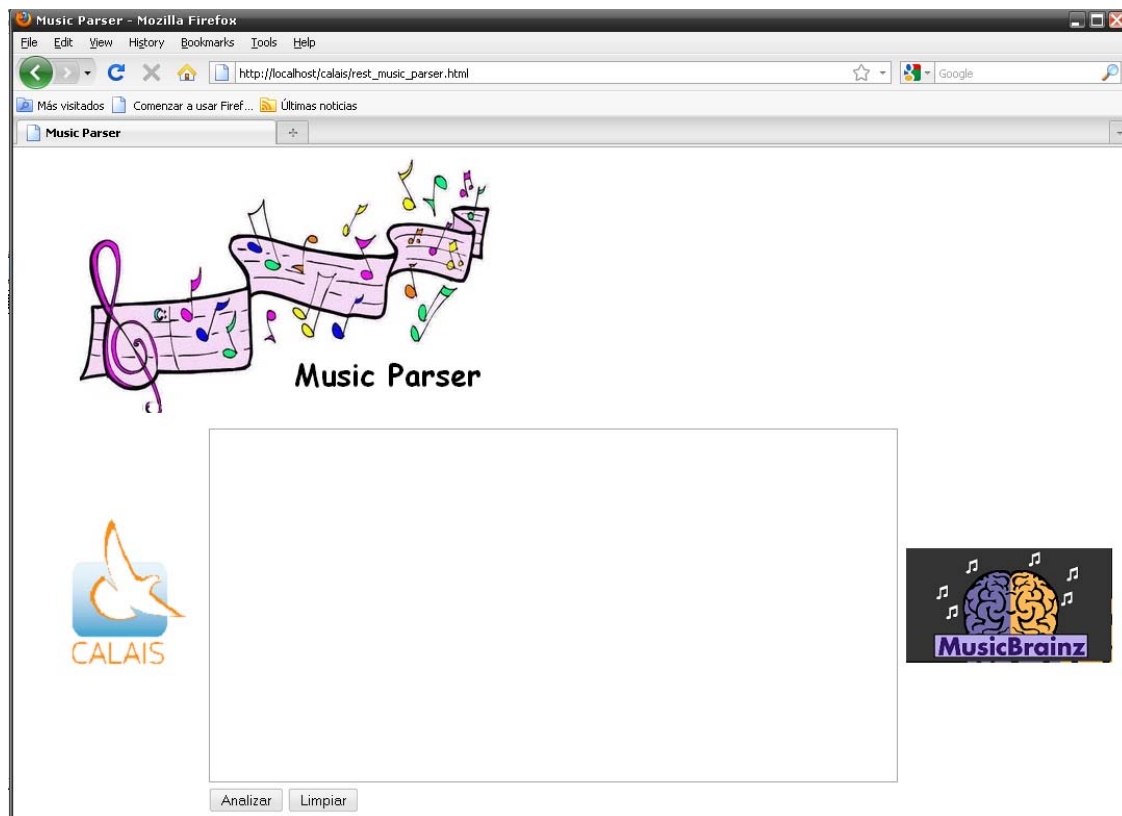 Music Parser - Mozilla Firefox
File Edit View History Bookmarks Tools Help
http://localhost/calais/rest_music_parser.html Google
Más visitados Comenzar a usar Firef... Últimas noticias
Music Parser
Music Parser
CALAIS
MusicBrainz
Analizar Limpiar